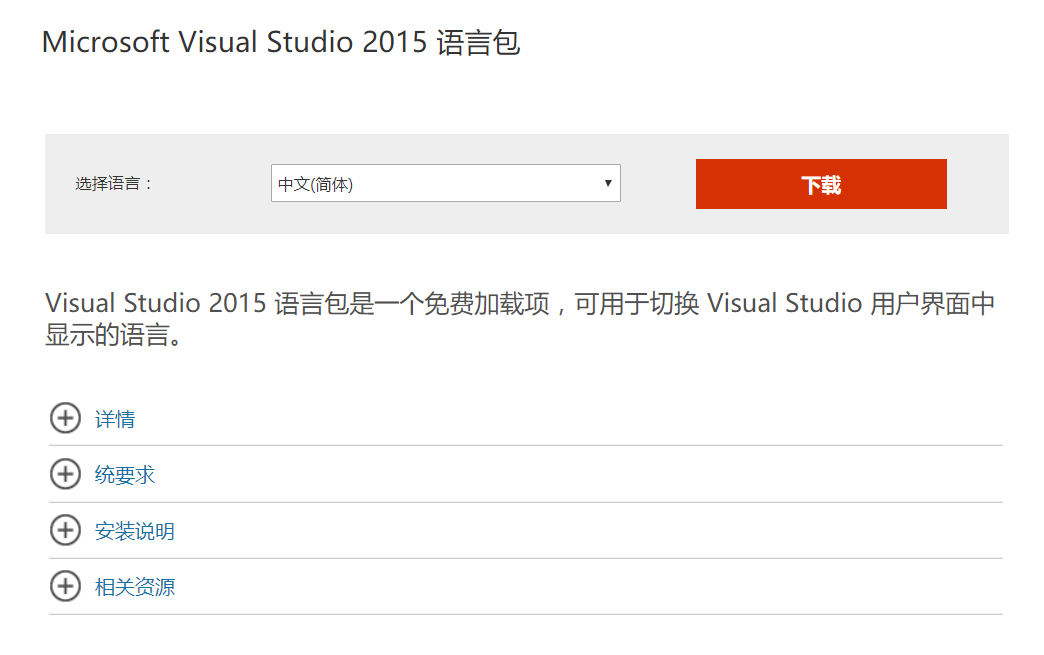 Microsoft Visual Studio 2015 语言包
选择语言：
中文(简体)
下载
Visual Studio 2015 语言包是一个免费加载项，可用于切换 Visual Studio 用户界面中
显示的语言。
详情
统要求
安装说明
相关资源